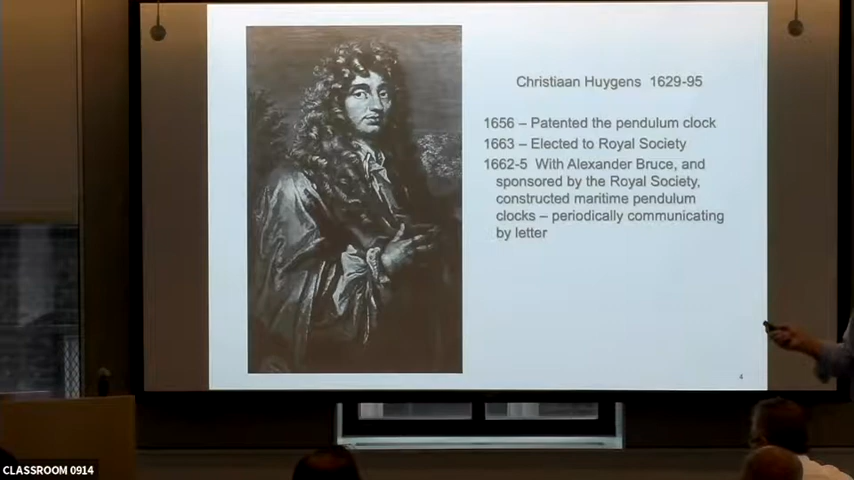 Christiaan Huygens 1629-95
1656 – Patented the pendulum clock
1663 – Elected to Royal Society
1662-5 With Alexander Bruce, and
sponsored by the Royal Society,
constructed maritime pendulum
clocks – periodically communicating
by letter
4
CLASSROOM 0914